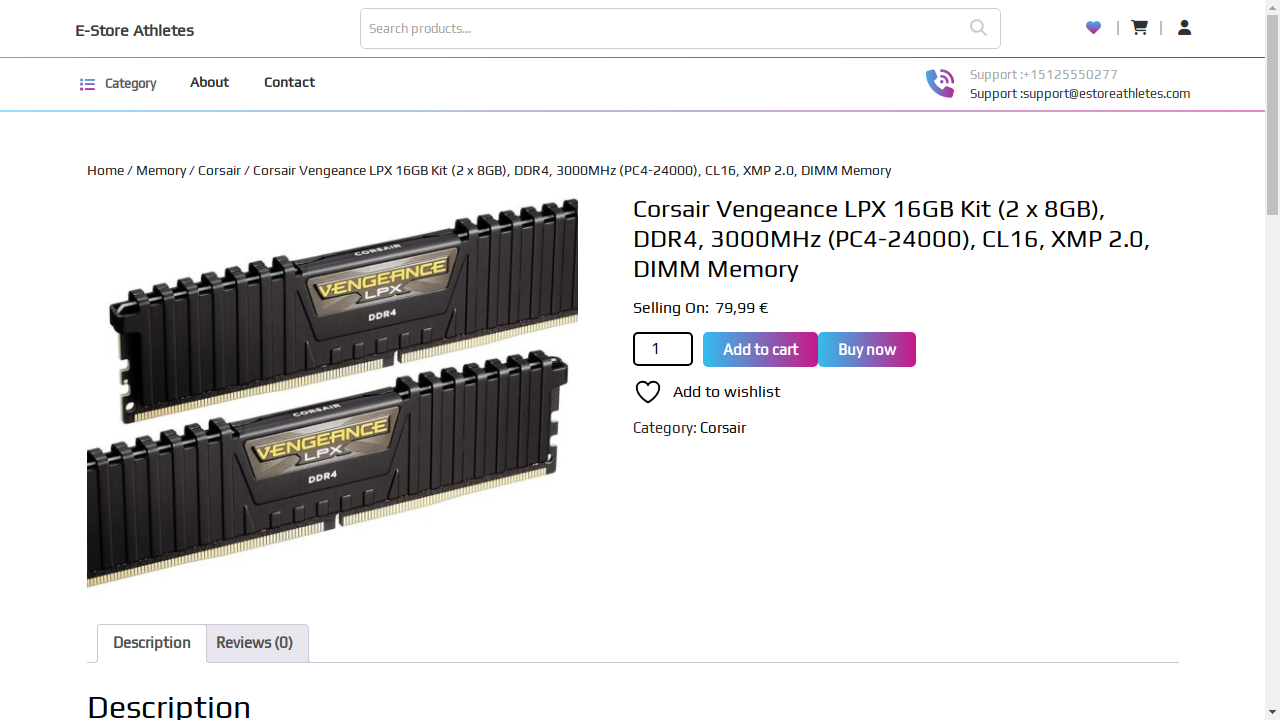 E-Store Athletes
Search products...
Category
About
Contact
Support :+15125550277
Support :support@estoreathletes.com
Home / Memory / Corsair / Corsair Vengeance LPX 16GB Kit (2 x 8GB), DDR4, 3000MHz (PC4-24000), CL16, XMP 2.0, DIMM Memory
CORSAIR
VENGEANCE
LPX
DDR4
CORSAIR
VENGEANCE
LPX
DDR4
Corsair Vengeance LPX 16GB Kit (2 x 8GB),
DDR4, 3000MHz (PC4-24000), CL16, XMP 2.0,
DIMM Memory
Selling On: 79,99 €
1
Add to cart
Buy now
Add to wishlist
Category: Corsair
Description
Reviews (0)
Description